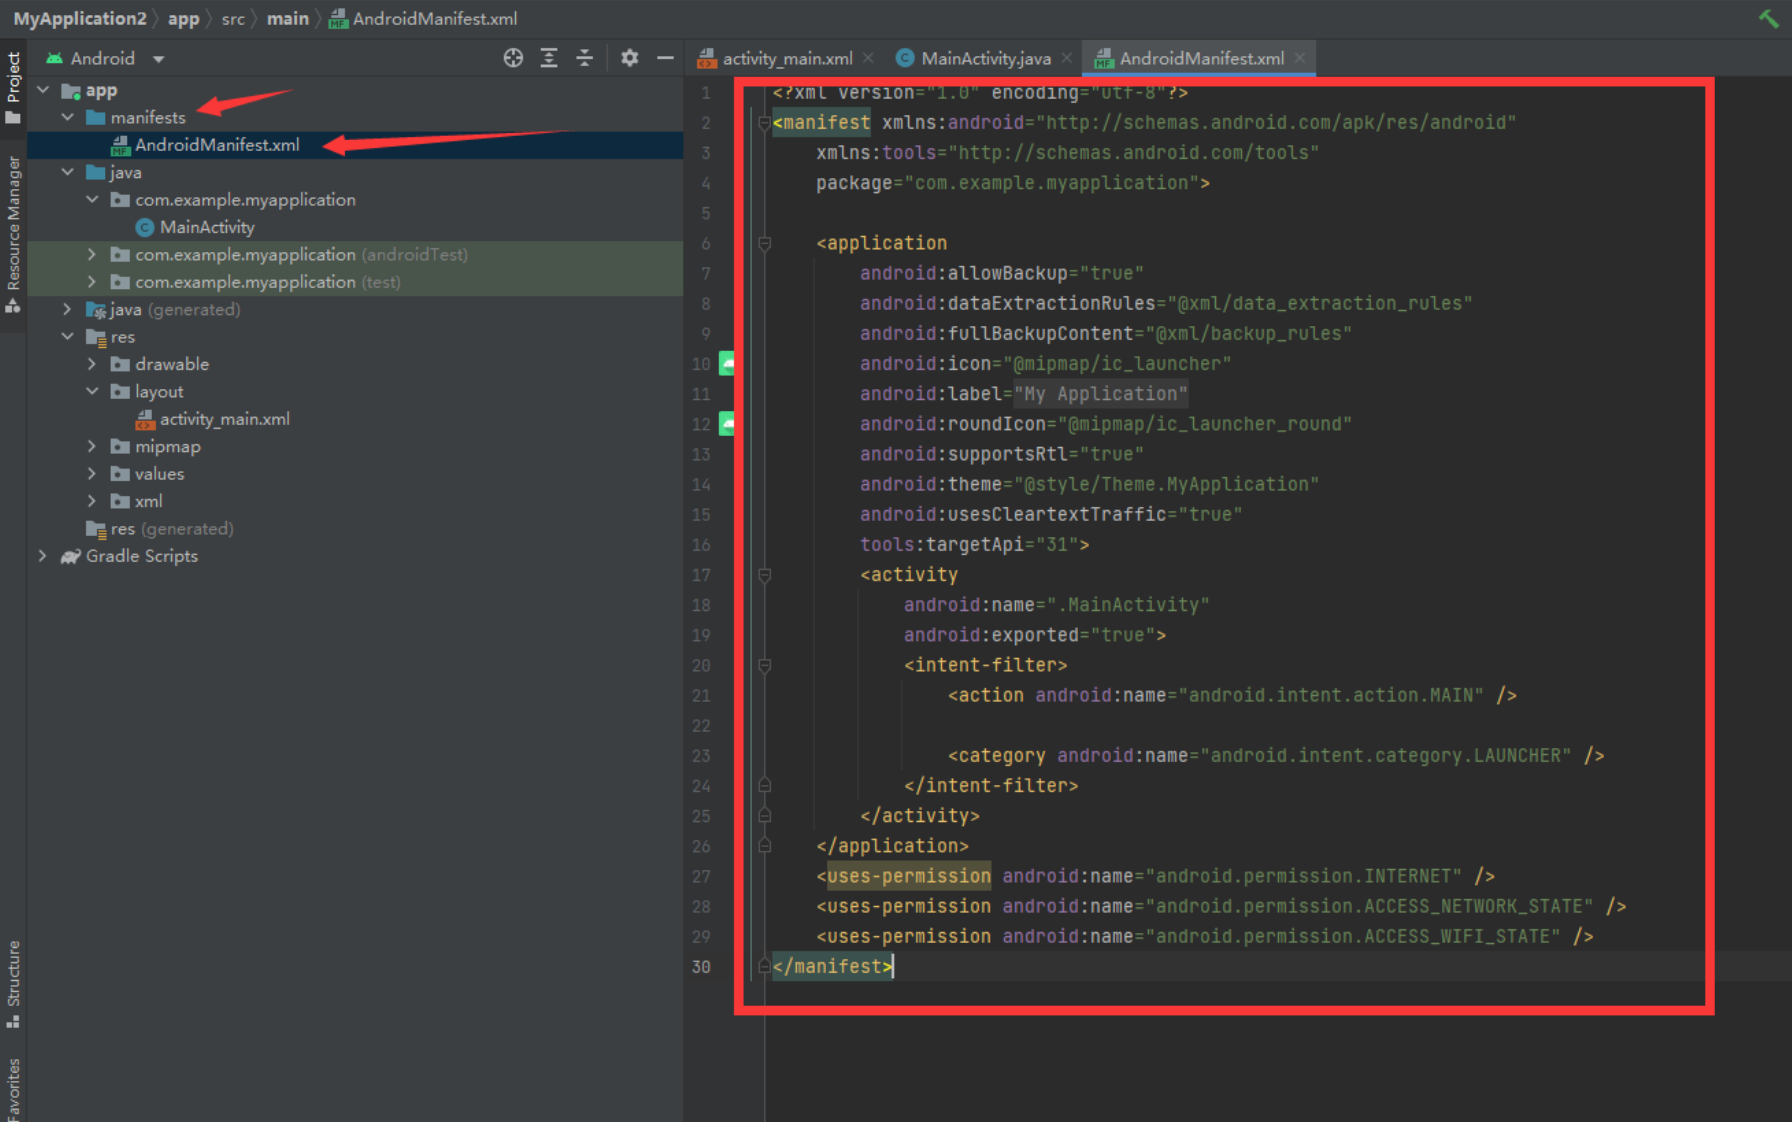 MyApplication2 〉 app 〉 src 〉 main 〉 AndroidManifest.xml
Android
activity_main.xml
MainActivity.java
AndroidManifest.xml
Project
Resource Manager
Structure
Favorites
app
manifests
AndroidManifest.xml
java
com.example.myapplication
MainActivity
com.example.myapplication (androidTest)
com.example.myapplication (test)
java (generated)
res
drawable
layout
activity_main.xml
mipmap
values
xml
res (generated)
Gradle Scripts
1 <?xml version="1.0" encoding="utf-8"?>
2 <manifest xmlns:android="http://schemas.android.com/apk/res/android"
3 xmlns:tools="http://schemas.android.com/tools"
4 package="com.example.myapplication">
5
6 <application
7 android:allowBackup="true"
8 android:dataExtractionRules="@xml/data_extraction_rules"
9 android:fullBackupContent="@xml/backup_rules"
10 android:icon="@mipmap/ic_launcher"
11 android:label="My Application"
12 android:roundIcon="@mipmap/ic_launcher_round"
13 android:supportsRtl="true"
14 android:theme="@style/Theme.MyApplication"
15 android:usesCleartextTraffic="true"
16 tools:targetApi="31">
17 <activity
18 android:name=".MainActivity"
19 android:exported="true">
20 <intent-filter>
21 <action android:name="android.intent.action.MAIN" />
22
23 <category android:name="android.intent.category.LAUNCHER" />
24 </intent-filter>
25 </activity>
26 </application>
27 <uses-permission android:name="android.permission.INTERNET" />
28 <uses-permission android:name="android.permission.ACCESS_NETWORK_STATE" />
29 <uses-permission android:name="android.permission.ACCESS_WIFI_STATE" />
30 </manifest>